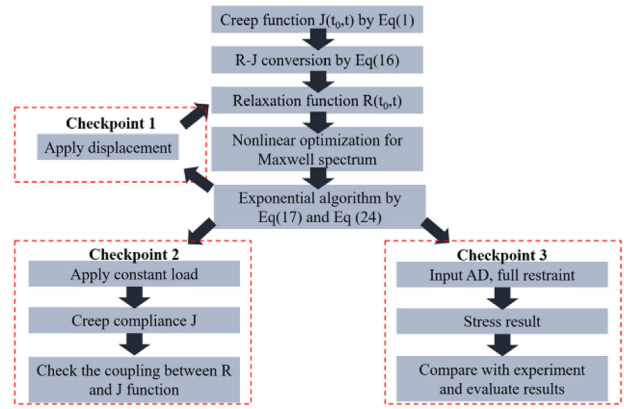 Creep function J(t₀,t) by Eq(1)
R-J conversion by Eq(16)
Relaxation function R(t₀,t)
Checkpoint 1
Apply displacement
Nonlinear optimization for
Maxwell spectrum
Exponential algorithm by
Eq(17) and Eq (24)
Checkpoint 2
Apply constant load
Creep compliance J
Check the coupling between R
and J function
Checkpoint 3
Input AD, full restraint
Stress result
Compare with experiment
and evaluate results